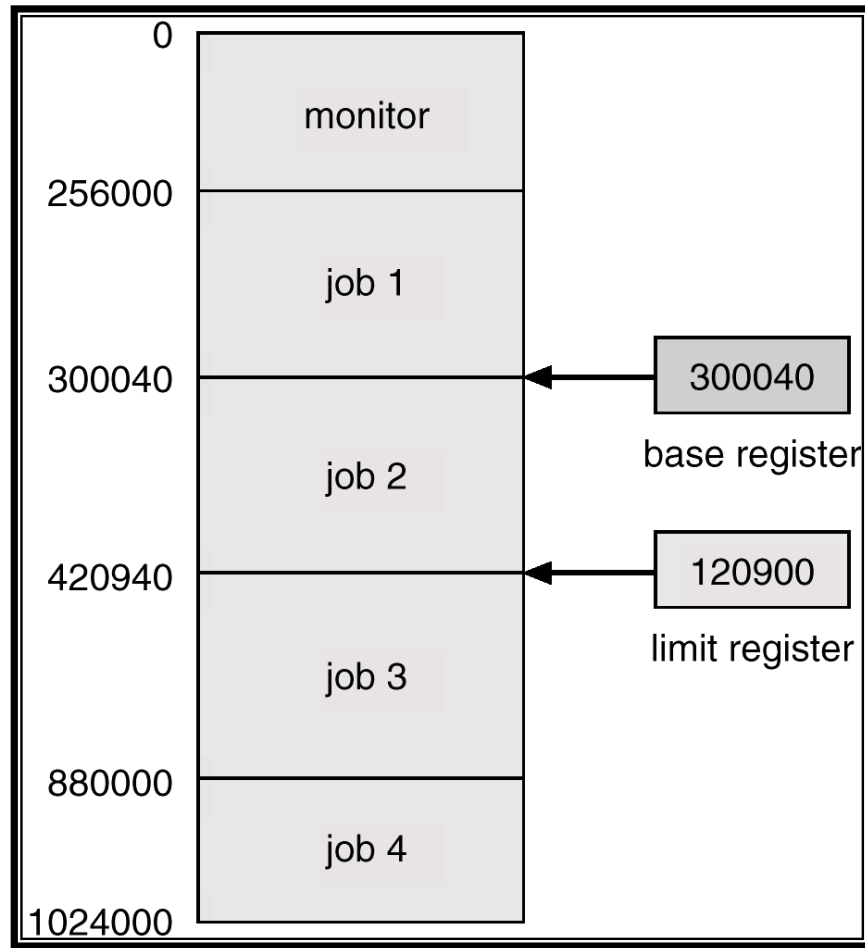 0
monitor
256000
job 1
300040
300040
base register
job 2
420940
120900
limit register
job 3
880000
job 4
1024000